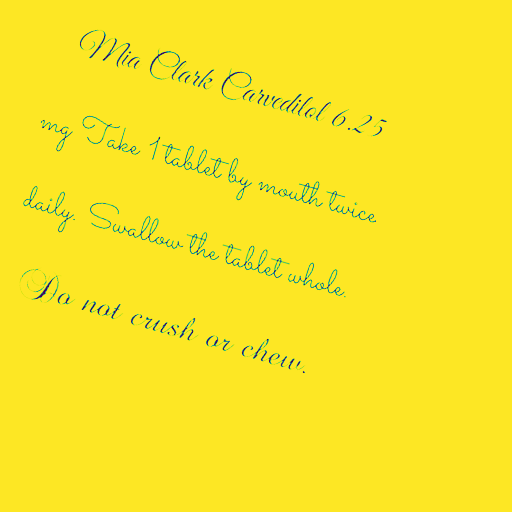 Mia Clark Carvedilol 6.25
mg Take 1 tablet by mouth twice
daily. Swallow the tablet whole.
Do not crush or chew.